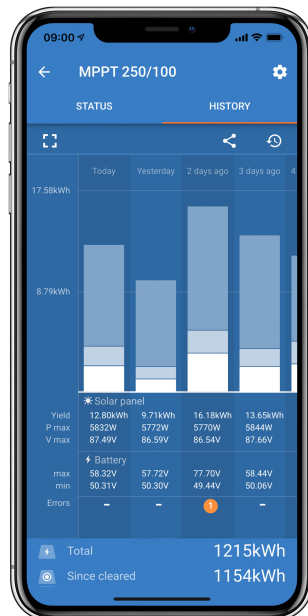 09:00
MPPT 250/100
STATUS HISTORY
Today Yesterday 2 days ago 3 days ago 4
17.58kWh
8.79kWh
Solar panel
Yield 12.80kWh 9.71kWh 16.18kWh 13.65kWh
P max 5832W 5772W 5770W 5844W
V max 87.49V 86.59V 86.54V 87.66V
Battery
max 58.32V 57.72V 77.70V 58.44V
min 50.31V 50.30V 49.44V 50.06V
Errors – – 1 –
Total 1215kWh
Since cleared 1154kWh